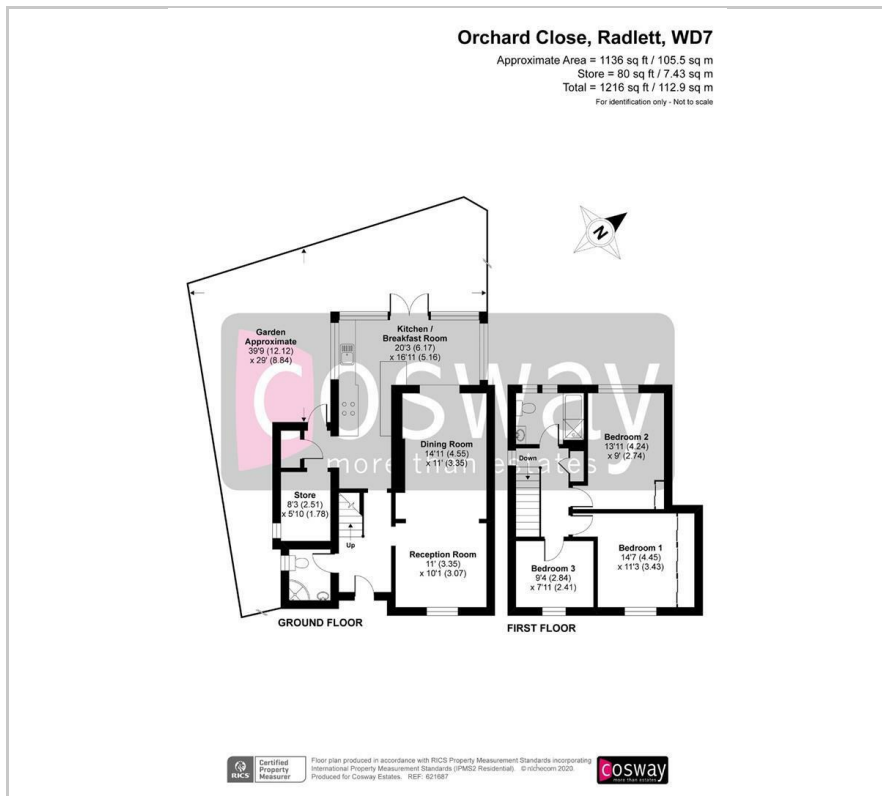 Orchard Close, Radlett, WD7
Approximate Area = 1136 sq ft / 105.5 sq m
Store = 80 sq ft / 7.43 sq m
Total = 1216 sq ft / 112.9 sq m
For identification only - Not to scale
N
Garden
Approximate
39'9 (12.12)
x 29' (8.84)
Kitchen /
Breakfast Room
20'3 (6.17)
x 16'11 (5.16)
cosway
more than estates
Dining Room
14'11 (4.55)
x 11' (3.35)
Store
8'3 (2.51)
x 5'10 (1.78)
Up
Reception Room
11' (3.35)
x 10'1 (3.07)
GROUND FLOOR
Down
Bedroom 2
13'11 (4.24)
x 9' (2.74)
Bedroom 1
14'7 (4.45)
x 11'3 (3.43)
Bedroom 3
9'4 (2.84)
x 7'11 (2.41)
FIRST FLOOR
RICS
Certified
Property
Measurer
Floor plan produced in accordance with RICS Property Measurement Standards incorporating
International Property Measurement Standards (IPMS2 Residential). © nichecom 2020.
Produced for Cosway Estates. REF: 621687
cosway
more than estates